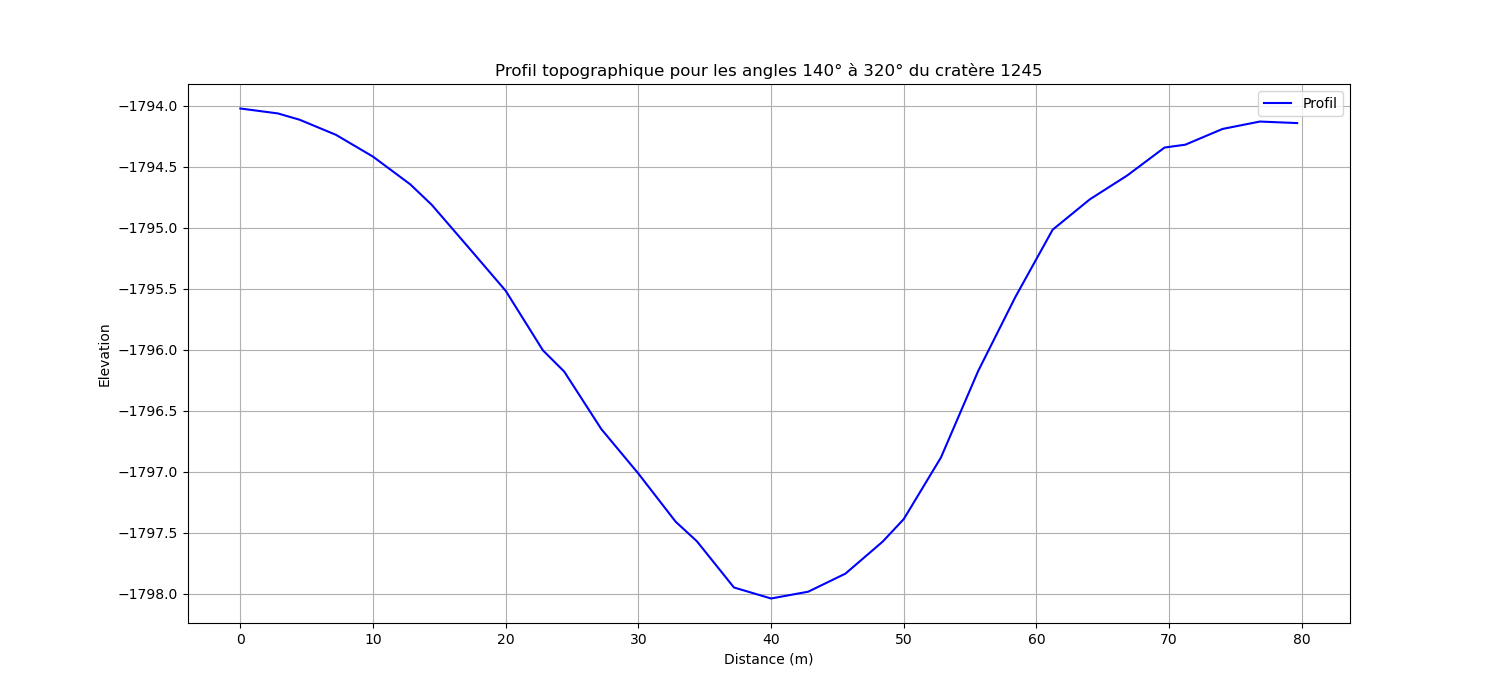 Profil topographique pour les angles 140° à 320° du cratère 1245
Profil
−1794.0
−1794.5
−1795.0
−1795.5
−1796.0
−1796.5
−1797.0
−1797.5
−1798.0
Elevation
0 10 20 30 40 50 60 70 80
Distance (m)